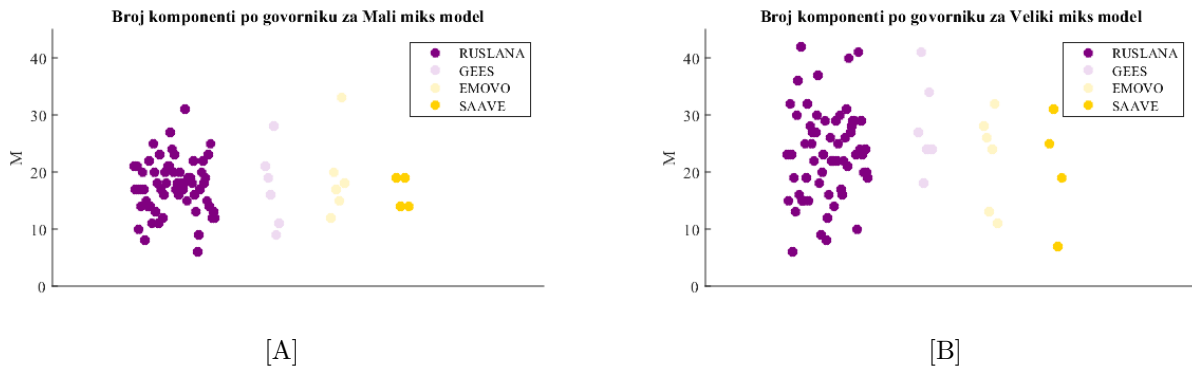 Broj komponenti po govorniku za Mali miks model
40
30
20
10
0
M
RUSLANA
GEES
EMOVO
SAAVE
[A]
Broj komponenti po govorniku za Veliki miks model
40
30
20
10
0
M
RUSLANA
GEES
EMOVO
SAAVE
[B]